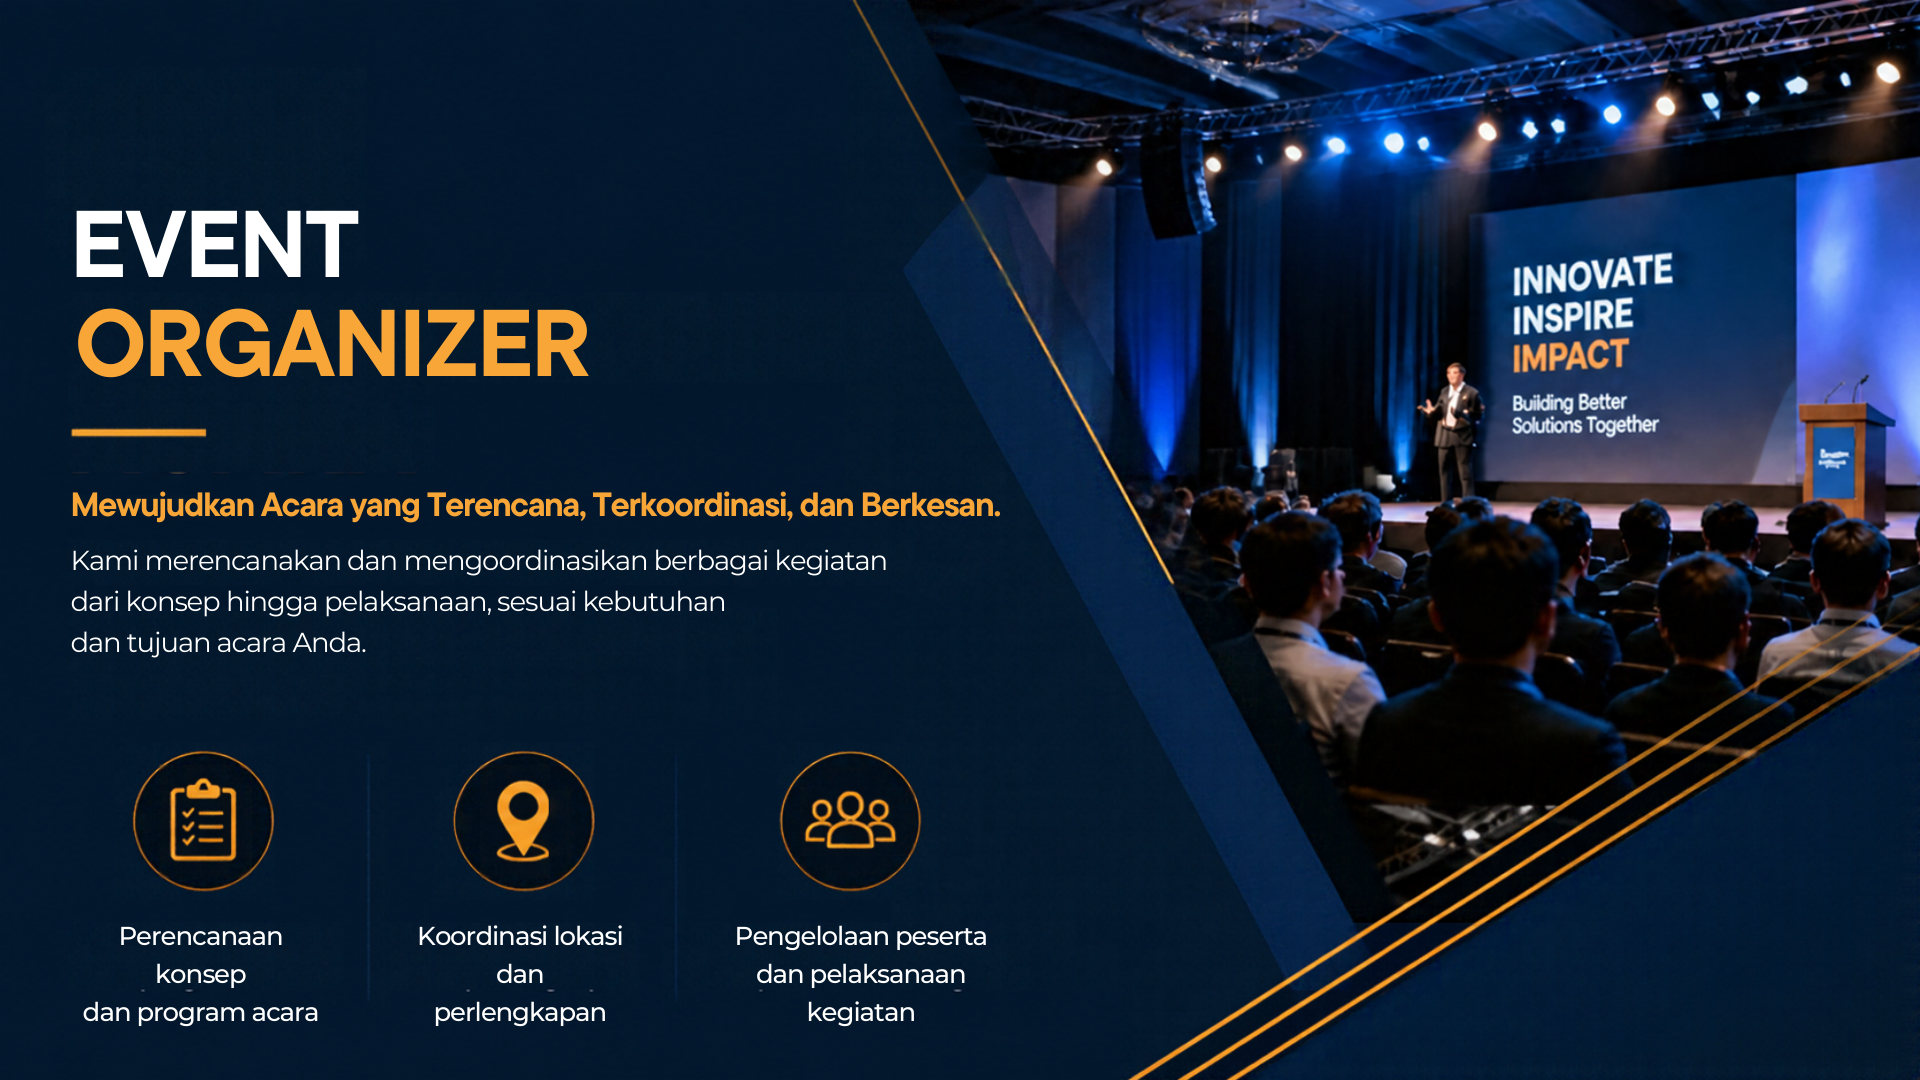 EVENT
ORGANIZER
Mewujudkan Acara yang Terencana, Terkoordinasi, dan Berkesan.
Kami merencanakan dan mengoordinasikan berbagai kegiatan
dari konsep hingga pelaksanaan, sesuai kebutuhan
dan tujuan acara Anda.
Perencanaan
konsep
dan program acara
Koordinasi lokasi
dan
perlengkapan
Pengelolaan peserta
dan pelaksanaan
kegiatan
INNOVATE
INSPIRE
IMPACT
Building Better
Solutions Together